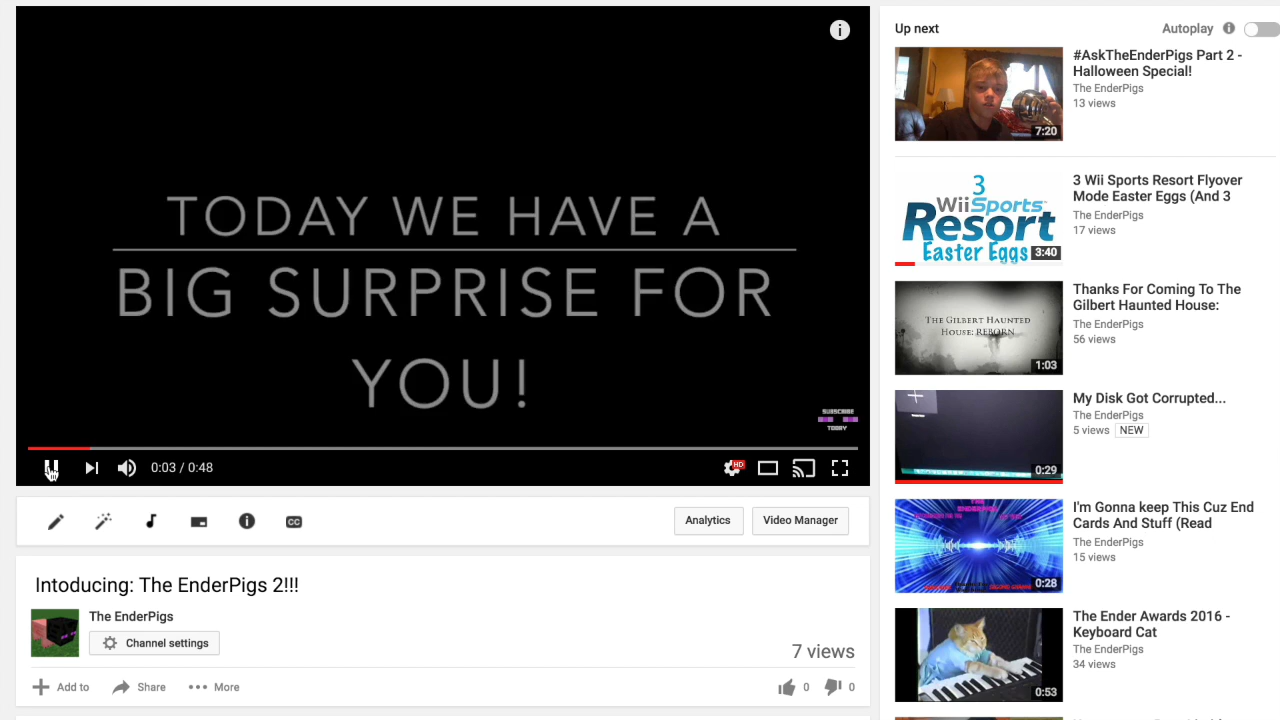 TODAY WE HAVE A
BIG SURPRISE FOR
YOU!
SUBSCRIBE
TODAY
0:03 / 0:48
HD
CC
Analytics
Video Manager
Intoducing: The EnderPigs 2!!!
The EnderPigs
Channel settings
7 views
Add to
Share
More
0
0
Up next
Autoplay
#AskTheEnderPigs Part 2 -
Halloween Special!
The EnderPigs
13 views
7:20
3
Wii Sports
Resort
Easter Eggs
3:40
3 Wii Sports Resort Flyover
Mode Easter Eggs (And 3
The EnderPigs
17 views
The Gilbert Haunted
House: Reborn
1:03
Thanks For Coming To The
Gilbert Haunted House:
The EnderPigs
56 views
0:29
My Disk Got Corrupted...
The EnderPigs
5 views NEW
THE
ENDERPIGS
0:28
I'm Gonna keep This Cuz End
Cards And Stuff (Read
The EnderPigs
15 views
0:53
The Ender Awards 2016 -
Keyboard Cat
The EnderPigs
34 views